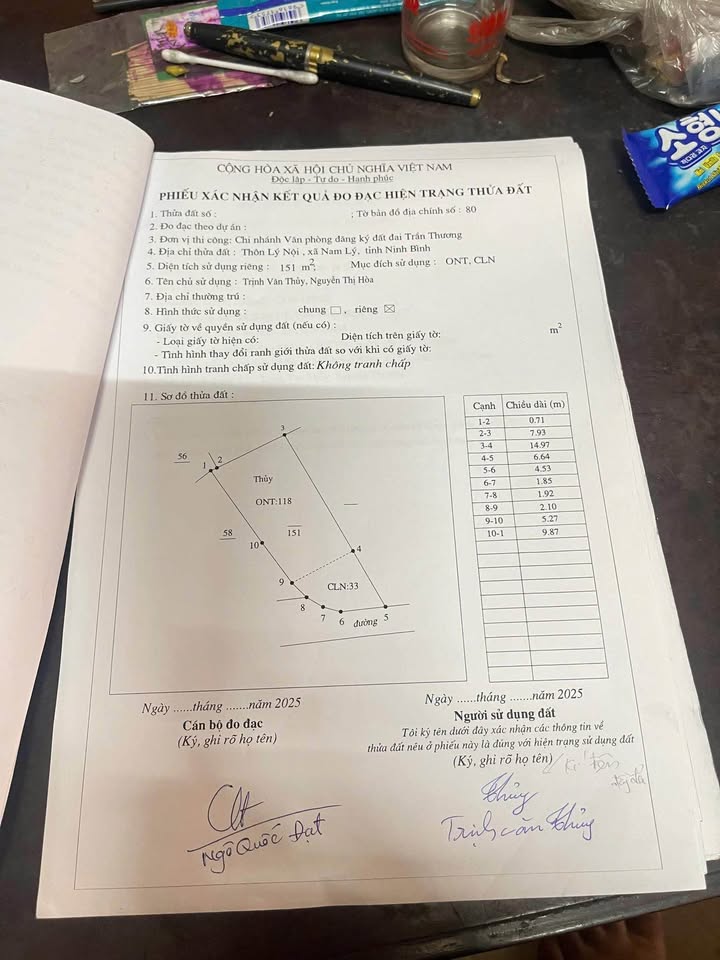 CỘNG HÒA XÃ HỘI CHỦ NGHĨA VIỆT NAM
Độc lập - Tự do - Hạnh phúc
PHIẾU XÁC NHẬN KẾT QUẢ ĐO ĐẠC HIỆN TRẠNG THỬA ĐẤT
1. Thửa đất số : ; Tờ bản đồ địa chính số : 80
2. Đo đạc theo dự án :
3. Đơn vị thi công: Chi nhánh Văn phòng đăng ký đất đai Trần Thương
4. Địa chỉ thửa đất : Thôn Lý Nội , xã Nam Lý, tỉnh Ninh Bình
5. Diện tích sử dụng riêng : 151 m2; Mục đích sử dụng : ONT, CLN
6. Tên chủ sử dụng : Trịnh Văn Thủy, Nguyễn Thị Hòa
7. Địa chỉ thường trú :
8. Hình thức sử dụng : chung ☐ , riêng ☒
9. Giấy tờ về quyền sử dụng đất (nếu có) :
- Loại giấy tờ hiện có: Diện tích trên giấy tờ: m2
- Tình hình thay đổi ranh giới thửa đất so với khi có giấy tờ:
10.Tình hình tranh chấp sử dụng đất: Không tranh chấp
11. Sơ đồ thửa đất :
56
1
2
3
Thủy
ONT:118
58
151
10
4
9
CLN:33
8
7
6
5
đường
Cạnh Chiều dài (m)
1-2 0.71
2-3 7.93
3-4 14.97
4-5 6.64
5-6 4.53
6-7 1.85
7-8 1.92
8-9 2.10
9-10 5.27
10-1 9.87
Ngày ......tháng .......năm 2025
Cán bộ đo đạc
(Ký, ghi rõ họ tên)
Ngô Quốc Đạt
Ngày ......tháng .......năm 2025
Người sử dụng đất
Tôi ký tên dưới đây xác nhận các thông tin về
thửa đất nêu ở phiếu này là đúng với hiện trạng sử dụng đất
(Ký, ghi rõ họ tên)
Thủy
Trịnh văn Thủy